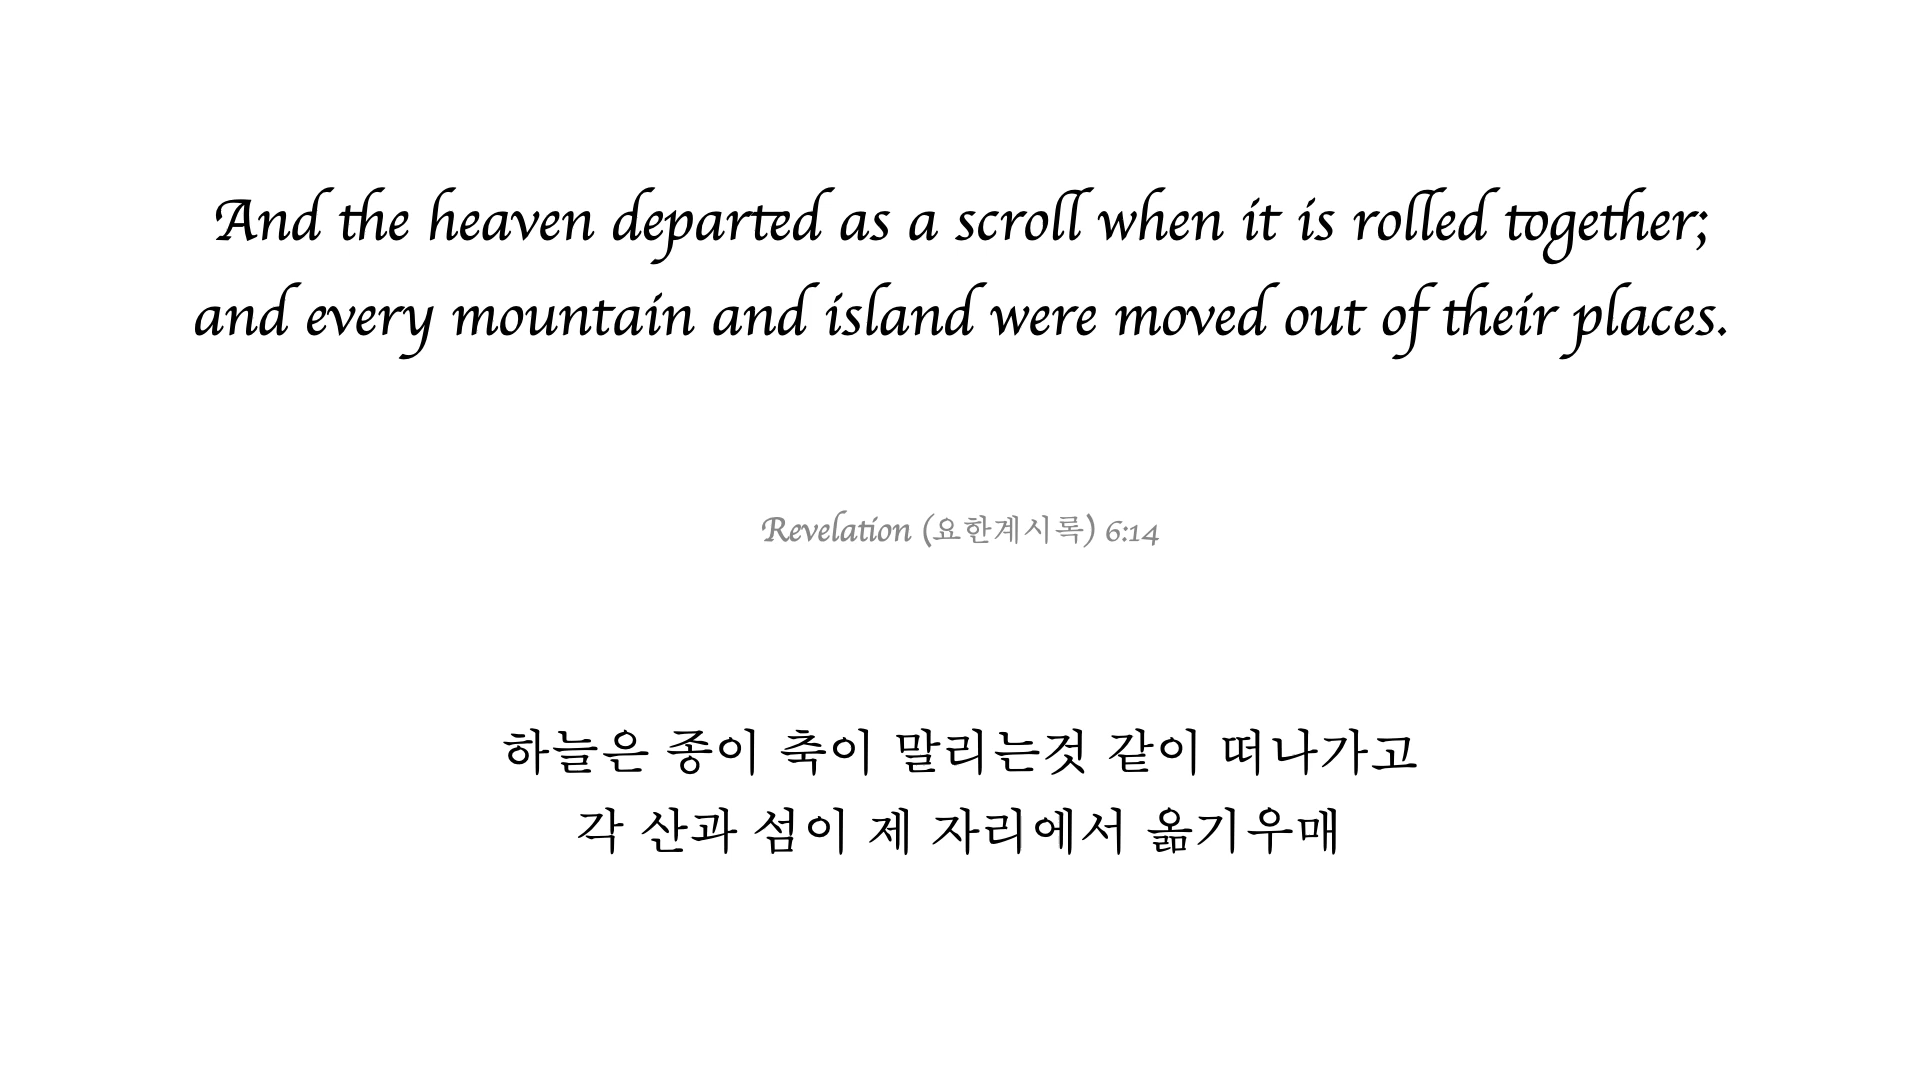 And the heaven departed as a scroll when it is rolled together;
and every mountain and island were moved out of their places.
Revelation (요한계시록) 6:14
하늘은 종이 축이 말리는것 같이 떠나가고
각 산과 섬이 제 자리에서 옮기우매